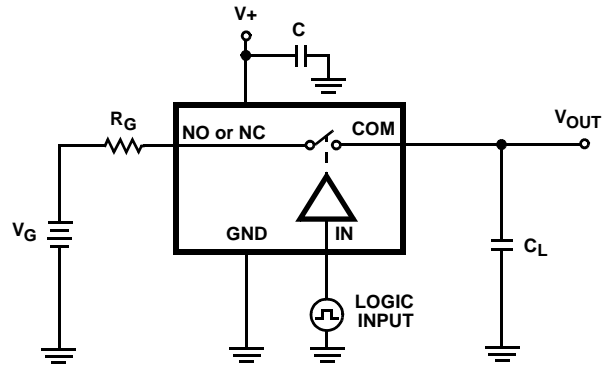 V+
C
RG
NO or NC
COM
VOUT
VG
GND
IN
CL
LOGIC
INPUT